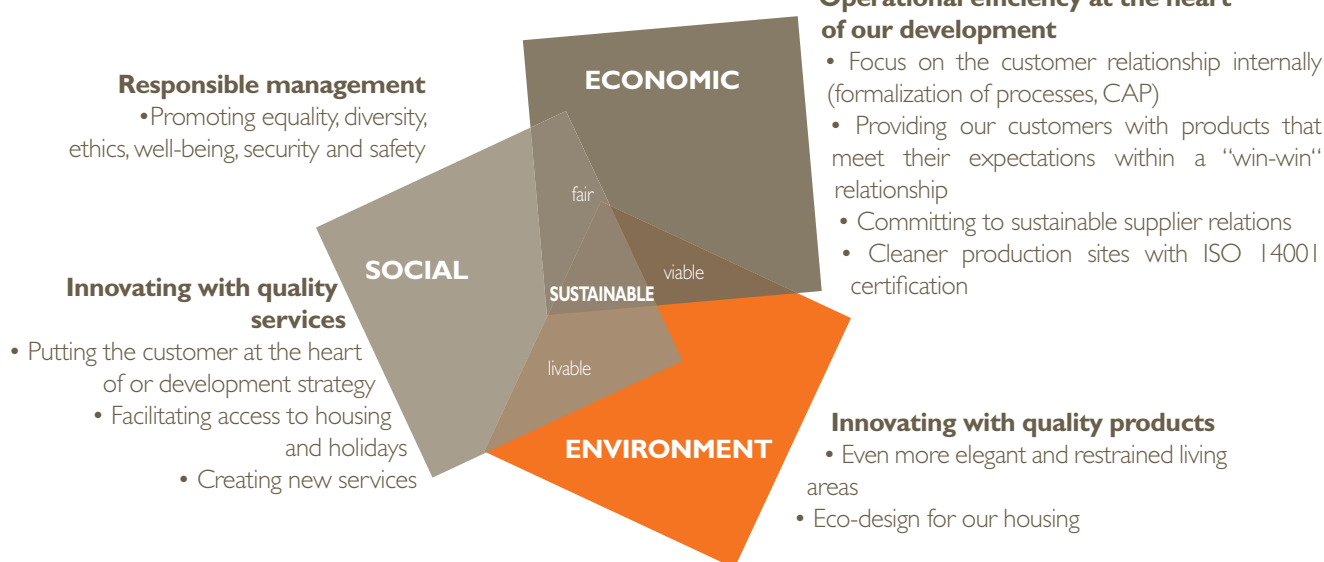 Responsible management
•Promoting equality, diversity,
ethics, well-being, security and safety
Innovating with quality
services
• Putting the customer at the heart
of or development strategy
• Facilitating access to housing
and holidays
• Creating new services
ECONOMIC
fair
SOCIAL
viable
SUSTAINABLE
livable
ENVIRONMENT
Operational efficiency at the heart
of our development
• Focus on the customer relationship internally
(formalization of processes, CAP)
• Providing our customers with products that
meet their expectations within a “win-win“
relationship
• Committing to sustainable supplier relations
• Cleaner production sites with ISO 14001
certification
Innovating with quality products
• Even more elegant and restrained living
areas
• Eco-design for our housing